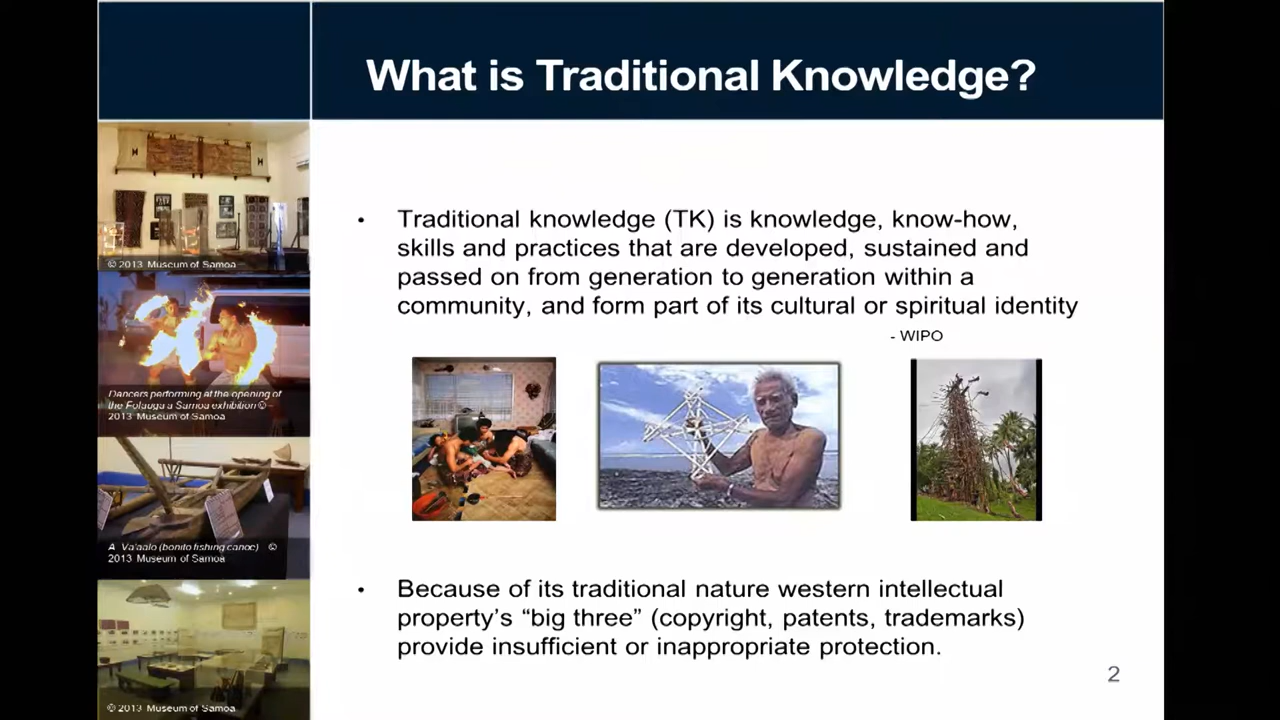 What is Traditional Knowledge?
• Traditional knowledge (TK) is knowledge, know-how,
skills and practices that are developed, sustained and
passed on from generation to generation within a
community, and form part of its cultural or spiritual identity
- WIPO
• Because of its traditional nature western intellectual
property's “big three” (copyright, patents, trademarks)
provide insufficient or inappropriate protection.
2
© 2013 Museum of Samoa
Dancers performing at the opening of
the Folauga a Samoa exhibition ©
2013 Museum of Samoa
A Va'aalo (bonito fishing canoe) ©
2013 Museum of Samoa
© 2013 Museum of Samoa